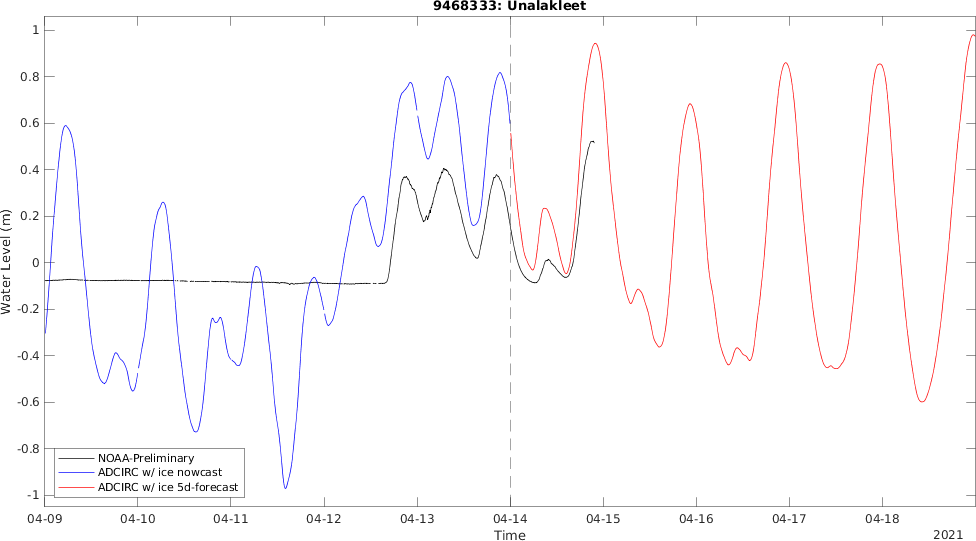 9468333: Unalakleet
1
0.8
0.6
0.4
0.2
0
-0.2
-0.4
-0.6
-0.8
-1
Water Level (m)
NOAA-Preliminary
ADCIRC w/ ice nowcast
ADCIRC w/ ice 5d-forecast
04-09 04-10 04-11 04-12 04-13 04-14 04-15 04-16 04-17 04-18
Time
2021